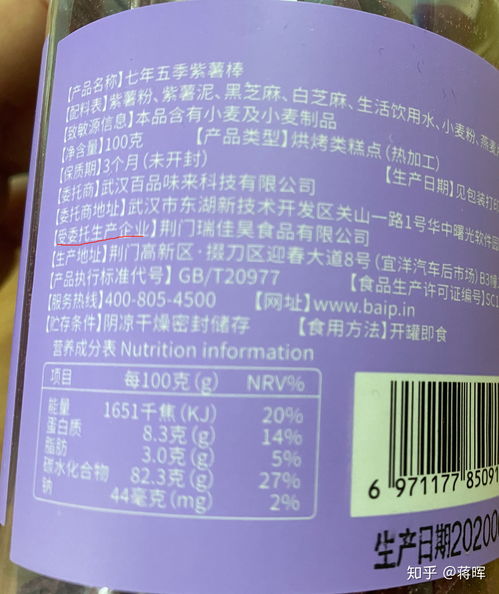 【产品名称】七年五季紫薯棒
【配料表】紫薯粉、紫薯泥、黑芝麻、白芝麻、生活饮用水、小麦粉、燕麦
【致敏源信息】本品含有小麦及小麦制品
【净含量】100克 【产品类型】烘烤类糕点(热加工)
【保质期】3个月(未开封) 【生产日期】见包装打印
【委托商】武汉百品味来科技有限公司
【委托商地址】武汉市东湖新技术开发区关山一路1号华中曙光软件园
【受委托生产企业】荆门瑞佳昊食品有限公司
【生产地址】荆门高新区·掇刀区迎春大道8号(宜洋汽车后市场)B3幢
【产品执行标准代号】GB/T20977 【食品生产许可证编号】SC1
【服务热线】400-805-4500 【网址】www.baip.in
【贮存条件】阴凉干燥密封储存 【食用方法】开罐即食
营养成分表 Nutrition information
项目 每100克(g) NRV%
能量 1651千焦(KJ) 20%
蛋白质 8.3克(g) 14%
脂肪 3.0克(g) 5%
碳水化合物 82.3克(g) 27%
钠 44毫克(mg) 2%
6 971177 85091
生产日期20200
知乎 @蒋晖